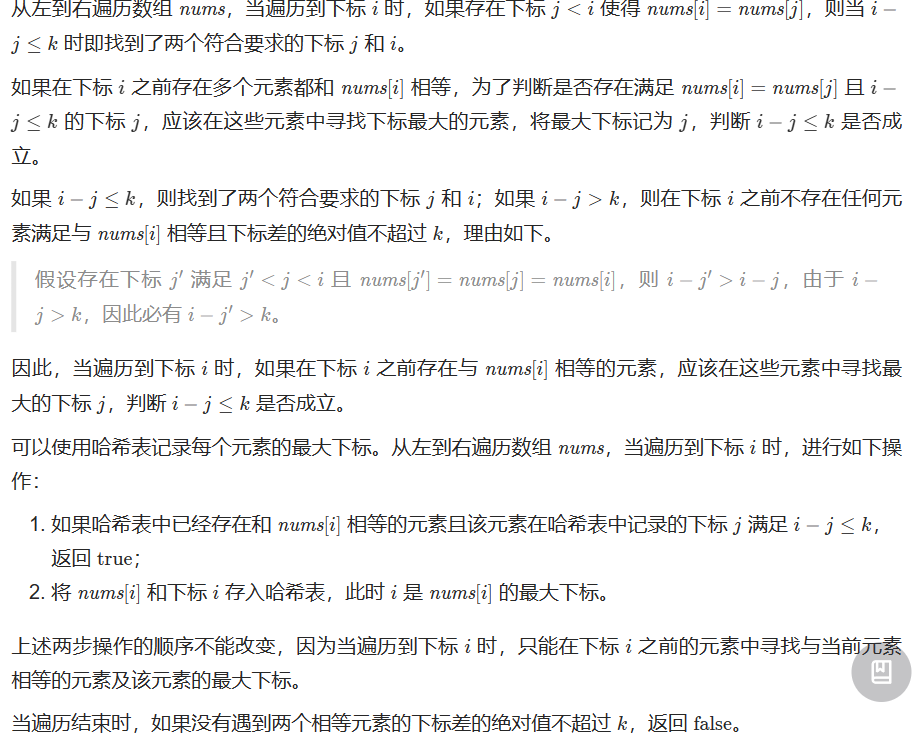 从左到右遍历数组 nums，当遍历到下标 i 时，如果存在下标 j < i 使得 nums[i] = nums[j]，则当 i −
j ≤ k 时即找到了两个符合要求的下标 j 和 i。
如果在下标 i 之前存在多个元素都和 nums[i] 相等，为了判断是否存在满足 nums[i] = nums[j] 且 i −
j ≤ k 的下标 j，应该在这些元素中寻找下标最大的元素，将最大下标记为 j，判断 i − j ≤ k 是否成
立。
如果 i − j ≤ k，则找到了两个符合要求的下标 j 和 i；如果 i − j > k，则在下标 i 之前不存在任何元
素满足与 nums[i] 相等且下标差的绝对值不超过 k，理由如下。
假设存在下标 j′ 满足 j′ < j < i 且 nums[j′] = nums[j] = nums[i]，则 i − j′ > i − j，由于 i −
j > k，因此必有 i − j′ > k。
因此，当遍历到下标 i 时，如果在下标 i 之前存在与 nums[i] 相等的元素，应该在这些元素中寻找最
大的下标 j，判断 i − j ≤ k 是否成立。
可以使用哈希表记录每个元素的最大下标。从左到右遍历数组 nums，当遍历到下标 i 时，进行如下操
作：
1. 如果哈希表中已经存在和 nums[i] 相等的元素且该元素在哈希表中记录的下标 j 满足 i − j ≤ k，
返回 true；
2. 将 nums[i] 和下标 i 存入哈希表，此时 i 是 nums[i] 的最大下标。
上述两步操作的顺序不能改变，因为当遍历到下标 i 时，只能在下标 i 之前的元素中寻找与当前元素
相等的元素及该元素的最大下标。
当遍历结束时，如果没有遇到两个相等元素的下标差的绝对值不超过 k，返回 false。